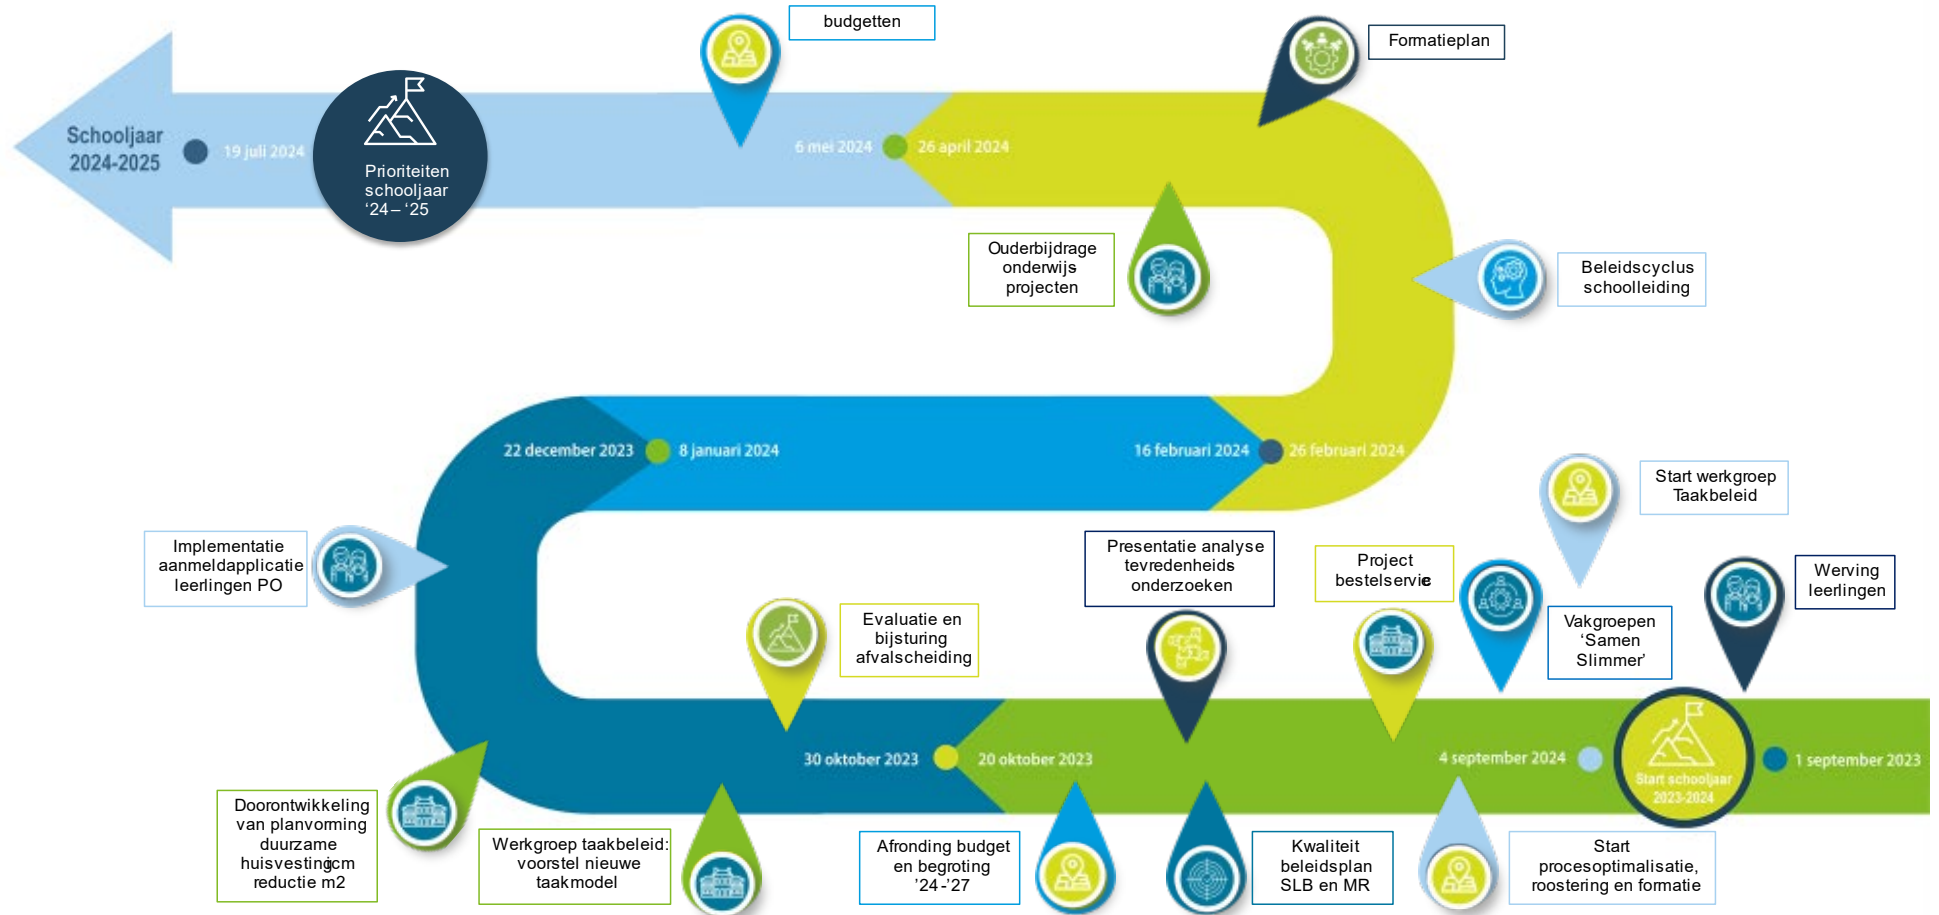 budgetten
Formatieplan
Schooljaar
2024-2025
19 juli 2024
Prioriteiten
schooljaar
‘24– ‘25
6 mei 2024
26 april 2024
Ouderbijdrage
onderwijs
projecten
Beleidscyclus
schoolleiding
22 december 2023
8 januari 2024
16 februari 2024
26 februari 2024
Start werkgroep
Taakbeleid
Implementatie
aanmeldapplicatie
leerlingen PO
Presentatie analyse
tevredenheids
onderzoeken
Project
bestelservice
Werving
leerlingen
Evaluatie en
bijsturing
afvalscheiding
Vakgroepen
‘Samen
Slimmer’
30 oktober 2023
20 oktober 2023
4 september 2024
Start schooljaar
2023-2024
1 september 2023
Doorontwikkeling
van planvorming
duurzame
huisvesting icm
reductie m2
Werkgroep taakbeleid:
voorstel nieuwe
taakmodel
Afronding budget
en begroting
’24-’27
Kwaliteit
beleidsplan
SLB en MR
Start
procesoptimalisatie,
roostering en formatie